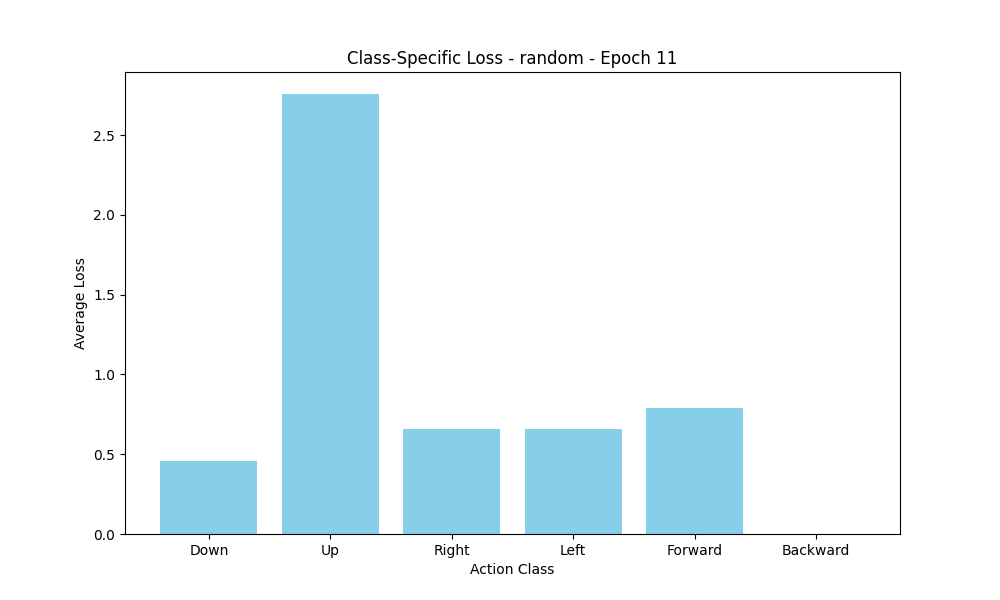 Class-Specific Loss - random - Epoch 11
Average Loss
2.5
2.0
1.5
1.0
0.5
0.0
Down Up Right Left Forward Backward
Action Class